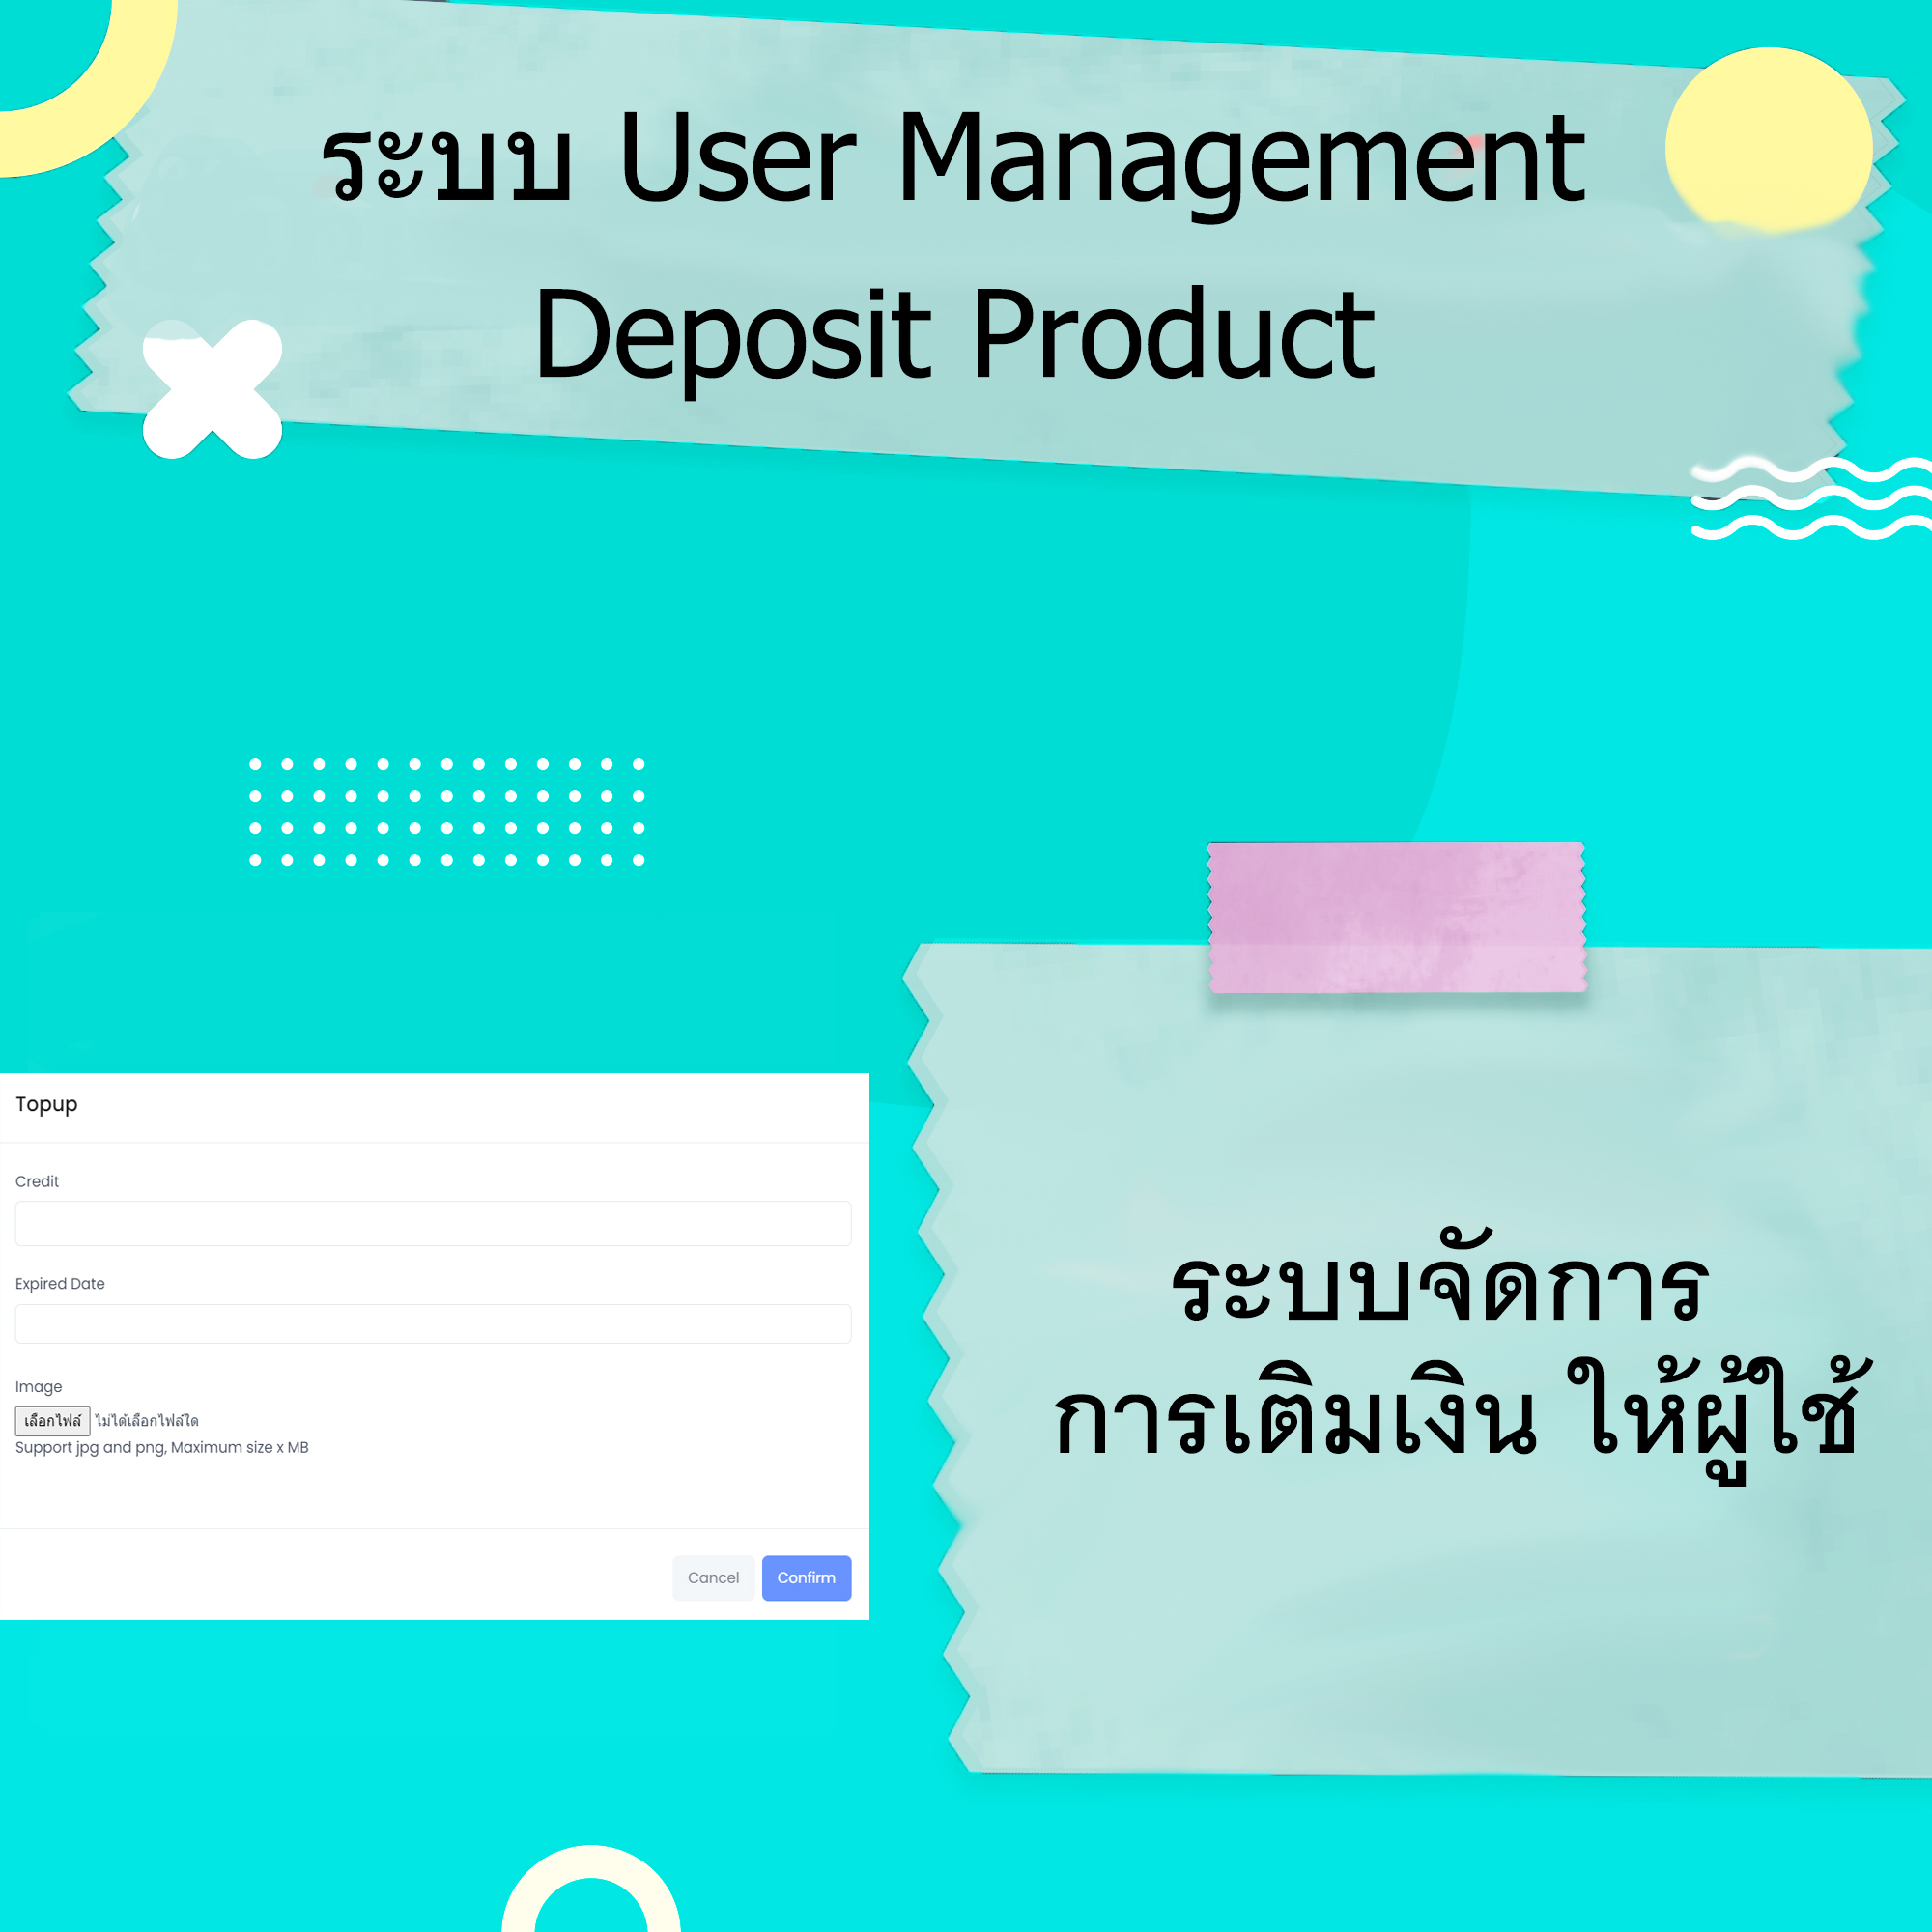 ระบบ User Management
Deposit Product
Topup
Credit
Expired Date
Image
เลือกไฟล์ ไม่ได้เลือกไฟล์ใด
Support jpg and png, Maximum size x MB
Cancel Confirm
ระบบจัดการ
การเติมเงิน ให้ผู้ใช้